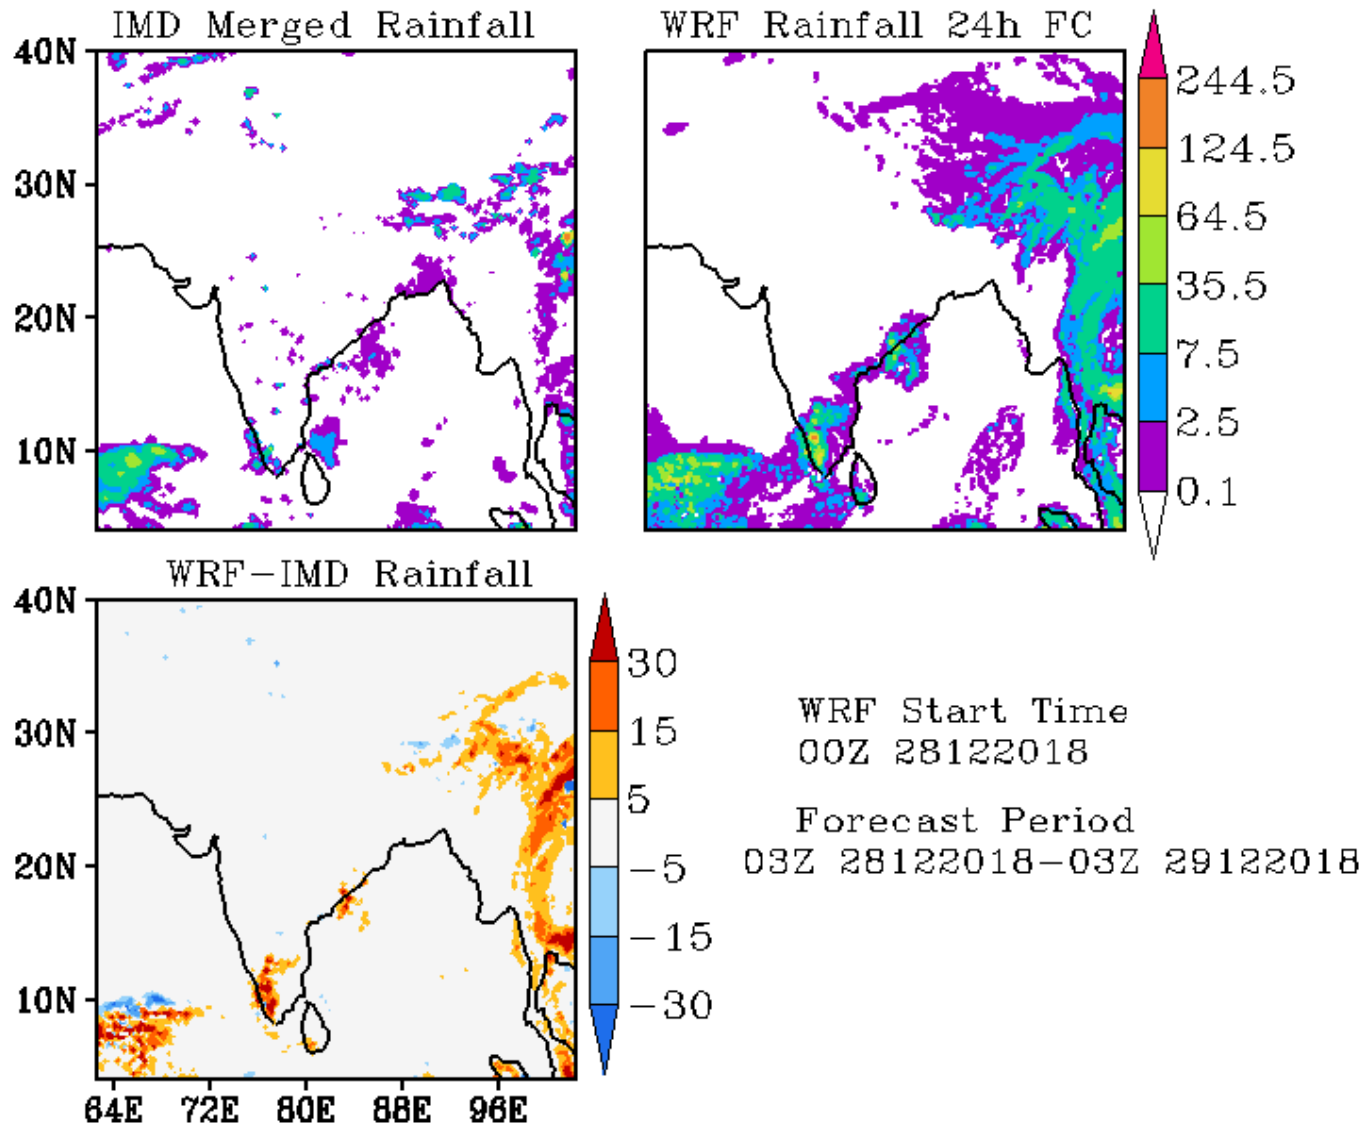 IMD Merged Rainfall
40N
30N
20N
10N
WRF Rainfall 24h FC
244.5
124.5
64.5
35.5
7.5
2.5
0.1
WRF-IMD Rainfall
40N
30N
20N
10N
64E 72E 80E 88E 96E
30
15
5
-5
-15
-30
WRF Start Time
00Z 28122018
Forecast Period
03Z 28122018-03Z 29122018